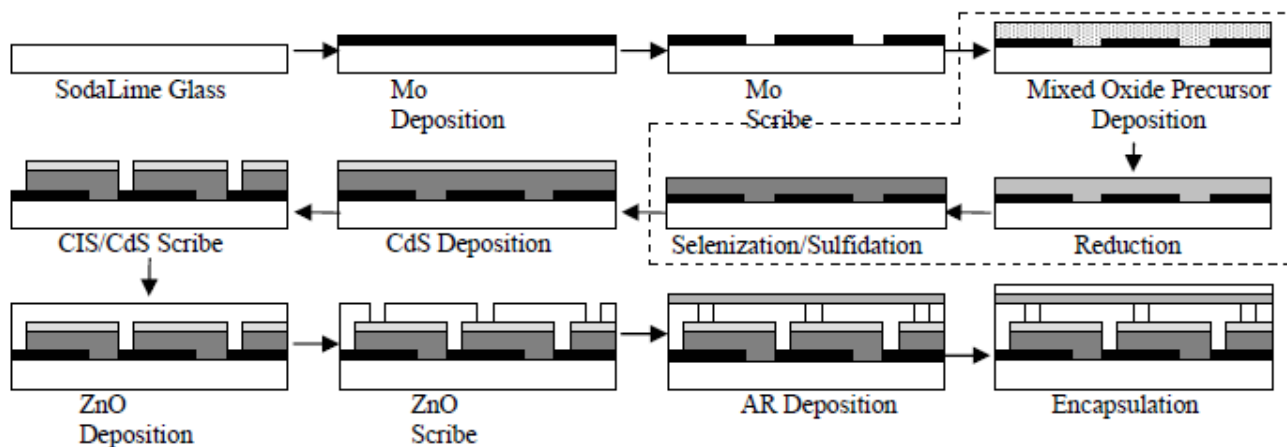 SodaLime Glass
Mo
Deposition
Mo
Scribe
Mixed Oxide Precursor
Deposition
CIS/CdS Scribe
CdS Deposition
Selenization/Sulfidation
Reduction
ZnO
Deposition
ZnO
Scribe
AR Deposition
Encapsulation